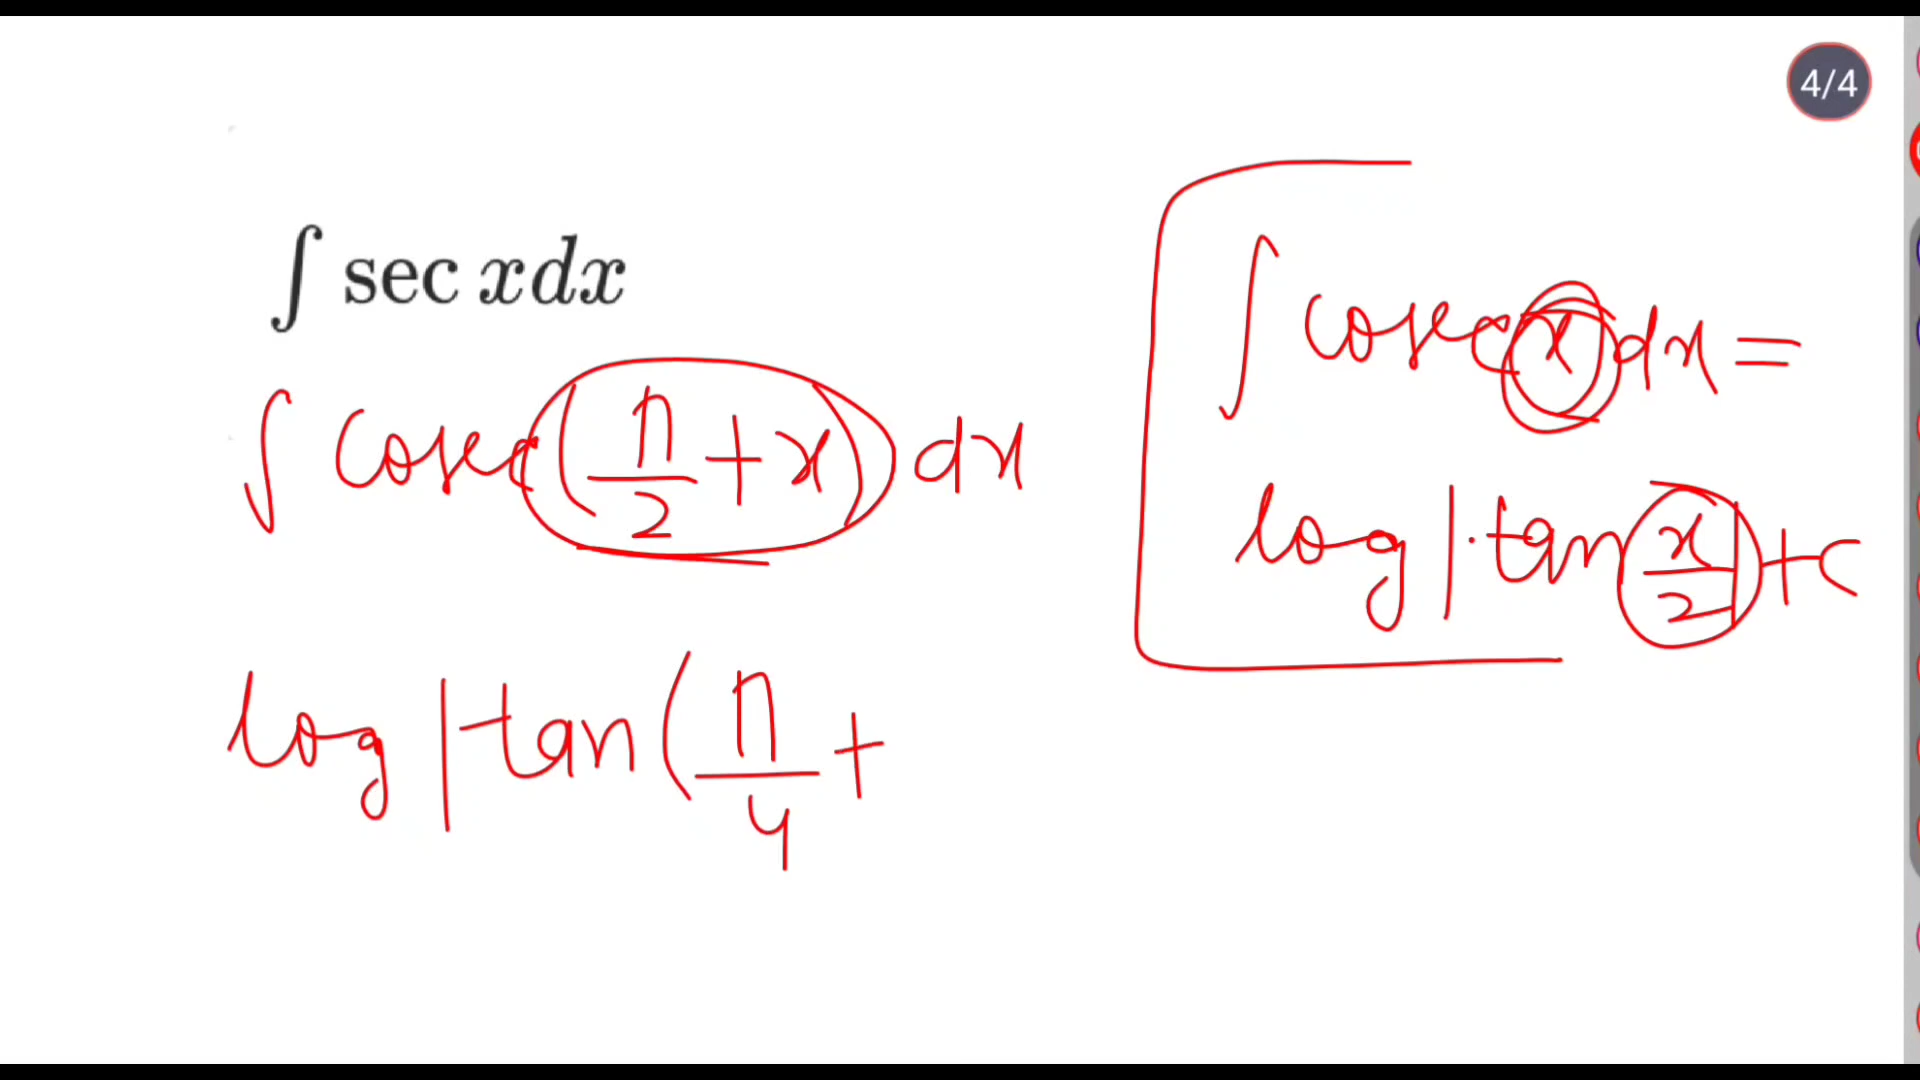 4/4
∫ sec x dx
∫ Cosec (π/2 + x) dx
log |tan (π/4 +
∫ cosec x dx =
log |tan x/2| + c